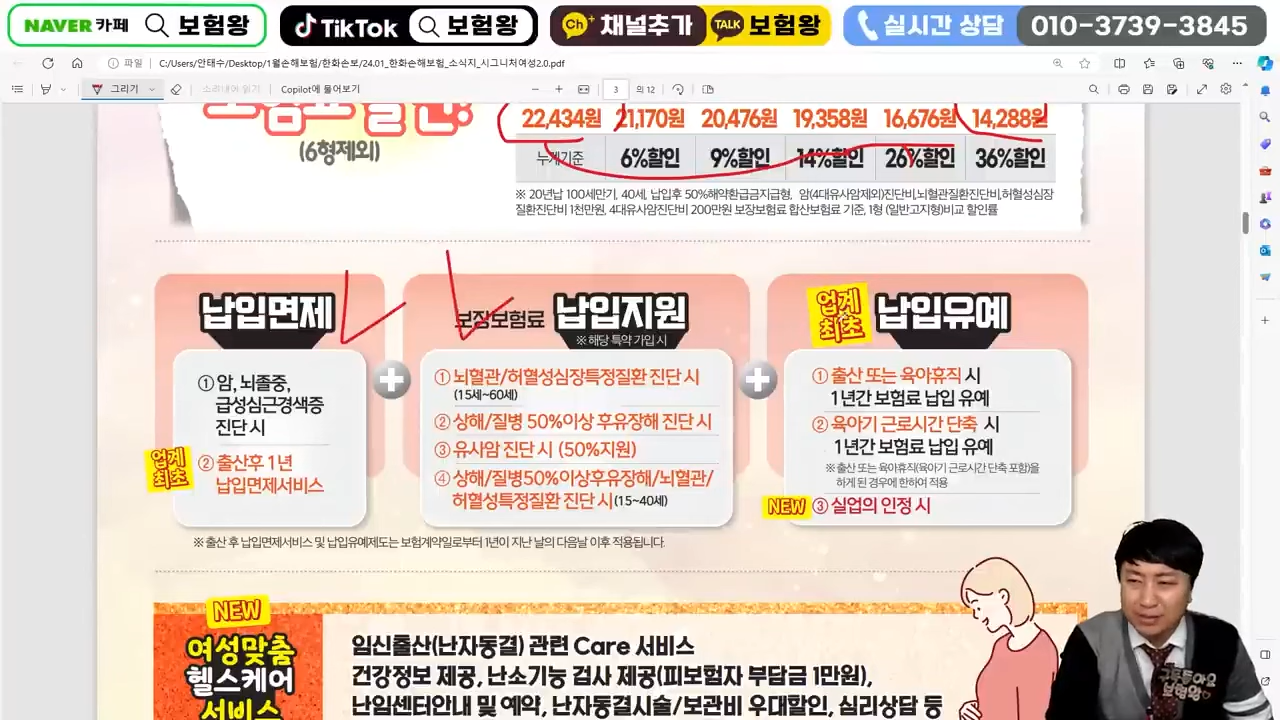 NAVER 카페 보험왕
TikTok 보험왕
Ch+ 채널추가 TALK 보험왕
실시간 상담 010-3739-3845
파일 C:/Users/안태수/Desktop/1월손해보험/한화손보/24.01_한화손해보험_소식지_시그니처여성2.0.pdf
그리기 소리내어 읽기 Copilot에 물어보기 3 의 12
(6형제외)
22,434원 21,170원 20,476원 19,358원 16,676원 14,288원
누계기준 6%할인 9%할인 14%할인 26%할인 36%할인
※ 20년납 100세만기, 40세, 납입후 50%해약환급금지급형, 암(4대유사암제외)진단비,뇌혈관질환진단비,허혈성심장
질환진단비 1천만원, 4대유사암진단비 200만원 보장보험료 합산보험료 기준, 1형 (일반고지형)비교 할인률
납입면제
① 암, 뇌졸중,
급성심근경색증
진단 시
업계
최초
② 출산후 1년
납입면제서비스
보장보험료 납입지원
※ 해당 특약 가입 시
① 뇌혈관/허혈성심장특정질환 진단 시
(15세~60세)
② 상해/질병 50%이상 후유장해 진단 시
③ 유사암 진단 시 (50%지원)
④ 상해/질병50%이상후유장해/뇌혈관/
허혈성특정질환 진단 시(15~40세)
업계
최초
납입유예
① 출산 또는 육아휴직 시
1년간 보험료 납입 유예
② 육아기 근로시간 단축 시
1년간 보험료 납입 유예
※ 출산 또는 육아휴직(육아기 근로시간 단축 포함)을
하게 된 경우에 한하여 적용
NEW ③ 실업의 인정 시
※ 출산 후 납입면제서비스 및 납입유예제도는 보험계약일로부터 1년이 지난 날의 다음날 이후 적용됩니다.
NEW
여성맞춤
헬스케어
서비스
임신출산(난자동결) 관련 Care 서비스
건강정보 제공, 난소기능 검사 제공(피보험자 부담금 1만원),
난임센터안내 및 예약, 난자동결시술/보관비 우대할인, 심리상담 등
구독좋아요
보험왕